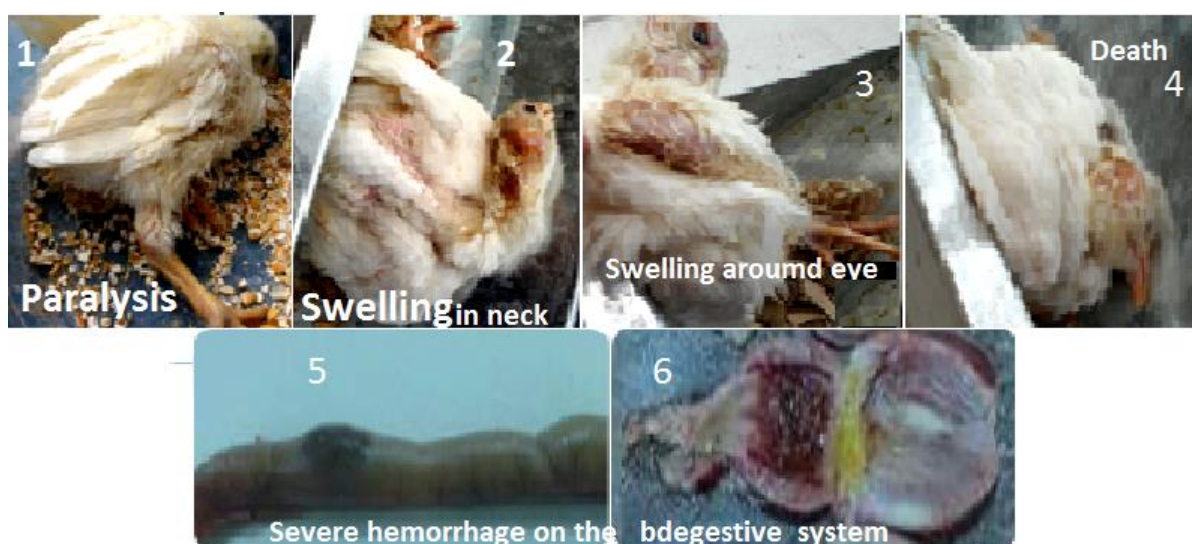 1
2
3
Death
4
Paralysis
Swelling in neck
Swelling aroumd eye
5
6
Severe hemorrhage on the bdegestive system